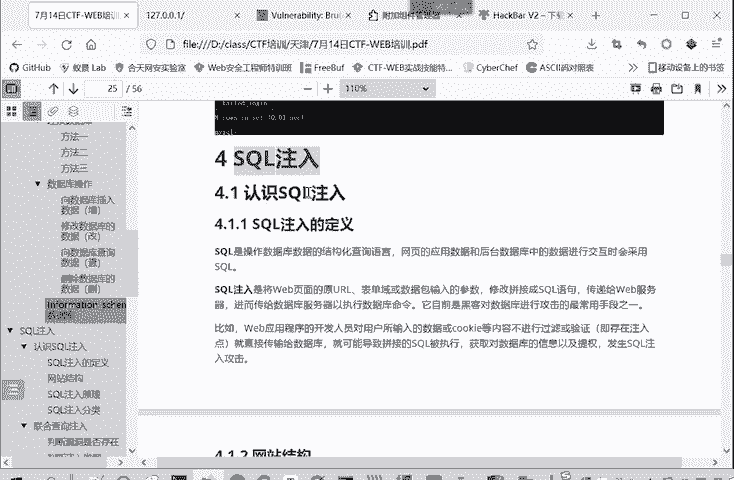 7月14日CTF-WEB培训
127.0.0.1/
Vulnerability: Bru
附加组件管理器
HackBar V2 – 下载
file:///D:/class/CTF培训/天津/7月14日CTF-WEB培训.pdf
GitHub
蚁景 Lab
合天网安实验室
Web安全工程师特训班
FreeBuf
CTF-WEB实战技能特...
CyberChef
ASCII码对照表
移动设备上的书签
25 / 56
110%
方法一
方法二
方法三
数据库操作
向数据库插入
数据（增）
修改数据库的
数据（改）
向数据库查询
数据（查）
删除数据库的
数据（删）
SQL注入
认识SQL注入
SQL注入的定义
网站结构
SQL注入原理
SQL注入分类
联合查询注入
判断漏洞是否存在
4 SQL注入
4.1 认识SQL注入
4.1.1 SQL注入的定义
SQL是操作数据库数据的结构化查询语言，网页的应用数据和后台数据库中的数据进行交互时会采用
SQL。
SQL注入是将Web页面的原URL、表单域或数据包输入的参数，修改拼接成SQL语句，传递给Web服务
器，进而传给数据库服务器以执行数据库命令。它目前是黑客对数据库进行攻击的最常用手段之一。
比如，Web应用程序的开发人员对用户所输入的数据或cookie等内容不进行过滤或验证（即存在注入
点）就直接传输给数据库，就可能导致拼接的SQL被执行，获取对数据库的信息以及提权，发生SQL注
入攻击。
4.1.2 网站结构